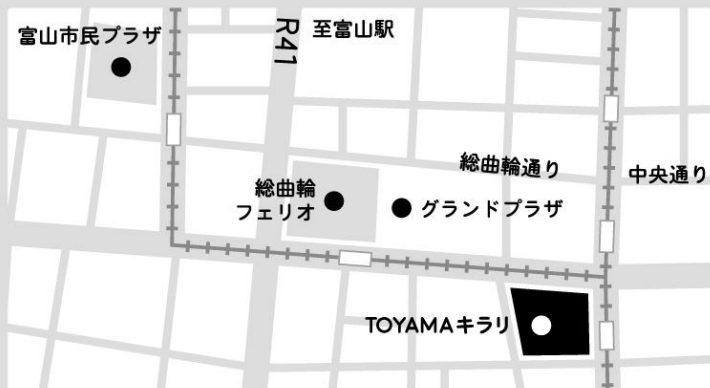 富山市民プラザ
R41
至富山駅
総曲輪通り
中央通り
総曲輪
フェリオ
グランドプラザ
TOYAMAキラリ